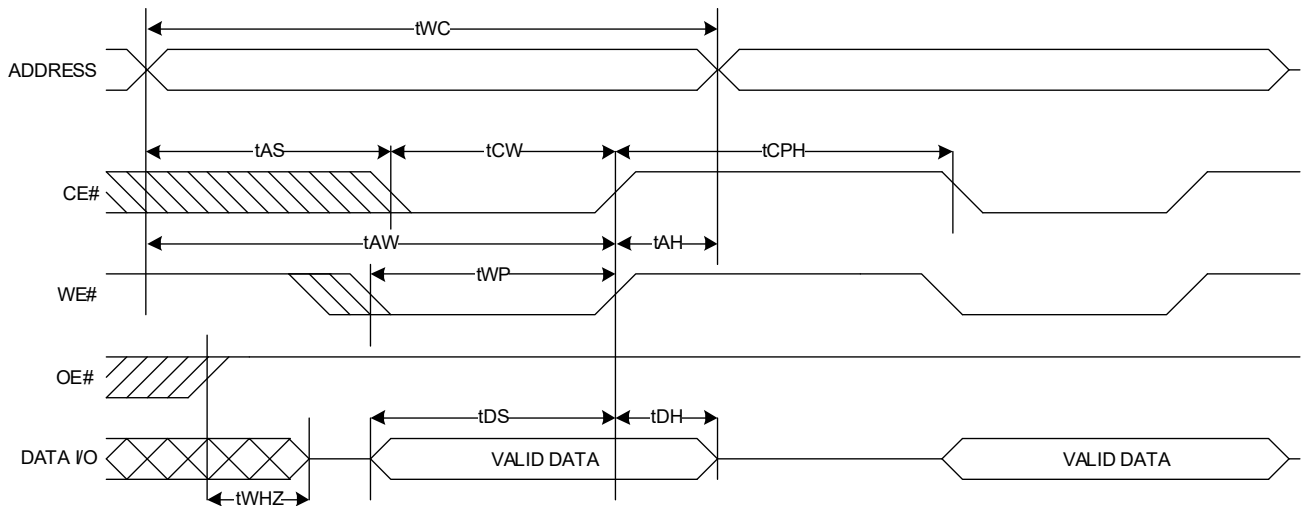 tWC
ADDRESS
tAS tCW tCPH
CE#
tAW tAH
tWP
WE#
OE#
tDS tDH
DATA I/O VALID DATA VALID DATA
tWHZ